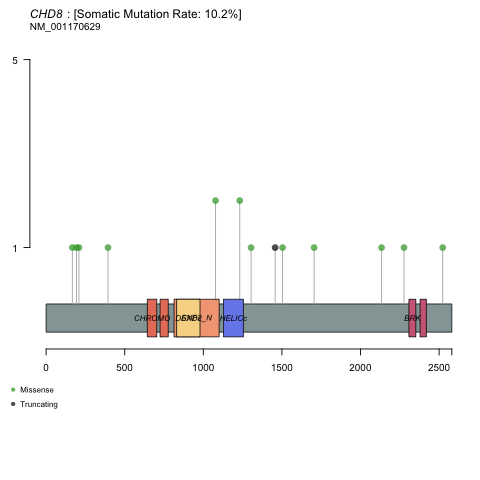 CHD8 : [Somatic Mutation Rate: 10.2%]
NM_001170629
5
1
CHROMO HELICc BRK
0 500 1000 1500 2000 2500
Missense
Truncating